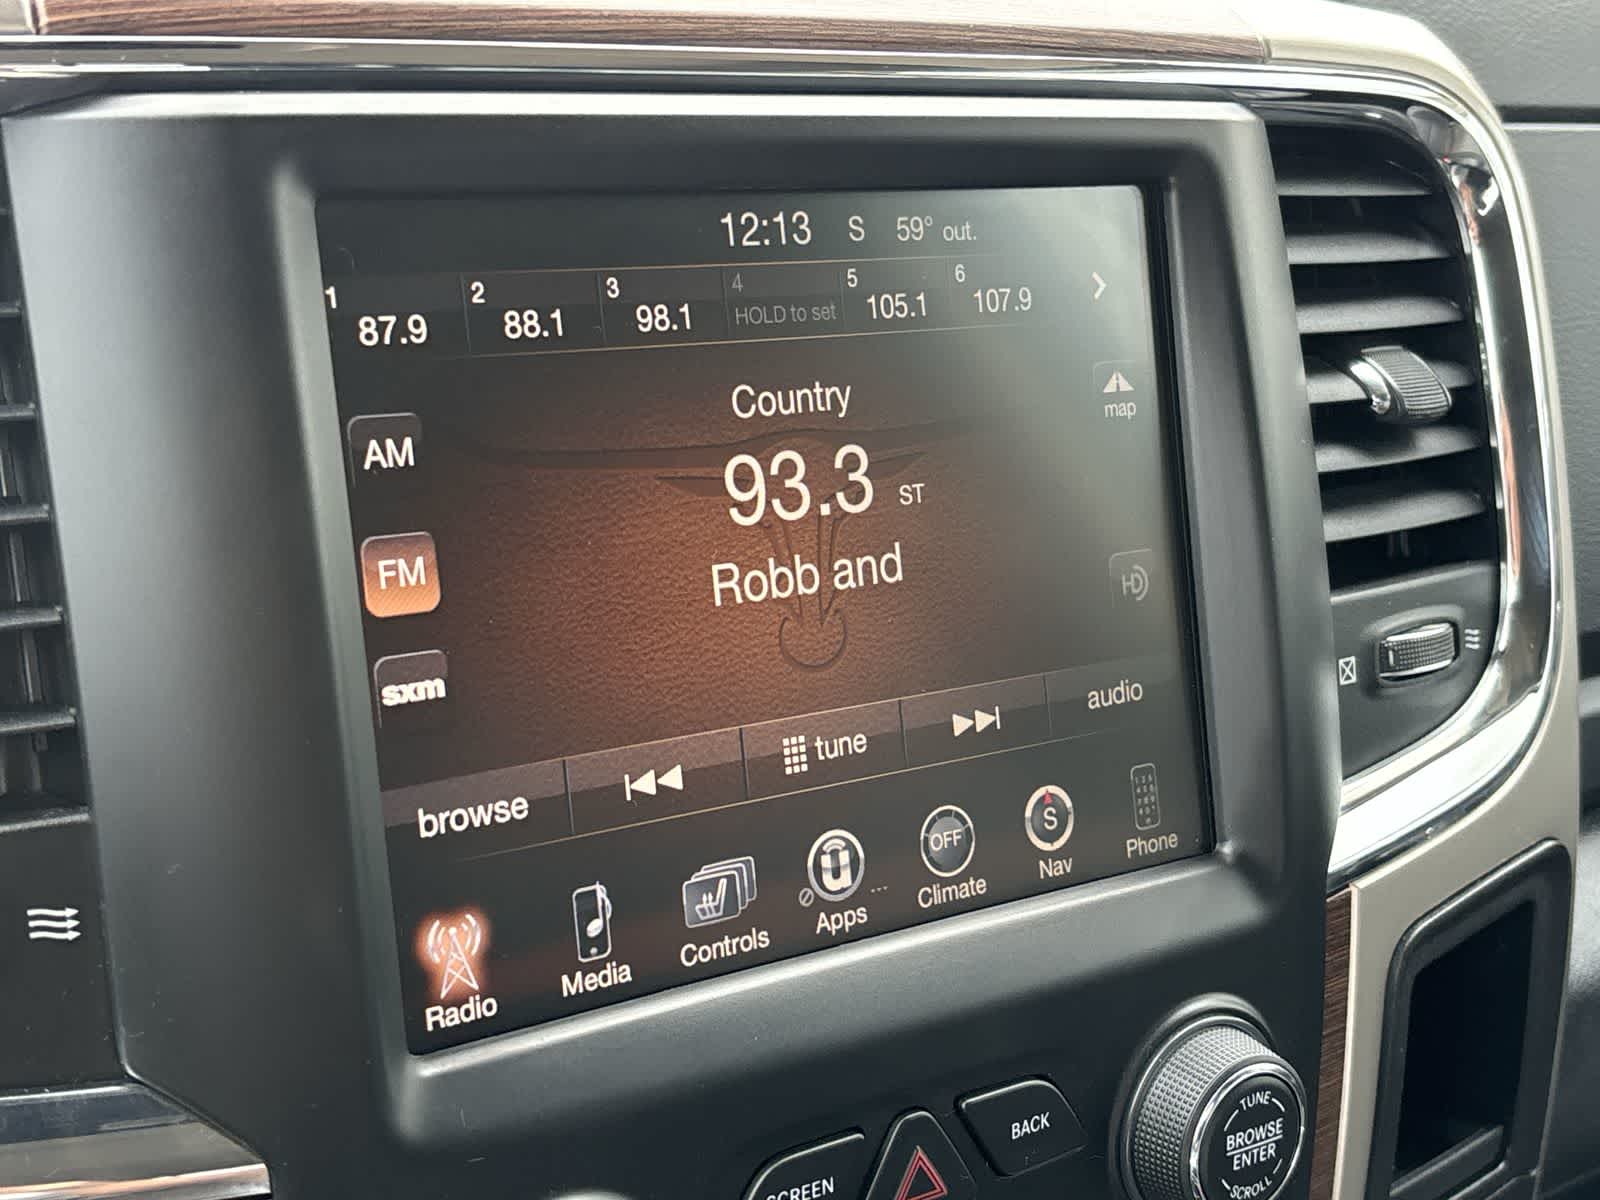 12:13 S 59° out.
1 87.9 2 88.1 3 98.1 4 HOLD to set 5 105.1 6 107.9
Country
map
AM
93.3 ST
FM
Robb and
HD
sxm
browse tune audio
Radio Media Controls Apps OFF Climate S Nav Phone
SCREEN
BACK
TUNE
BROWSE
ENTER
SCROLL